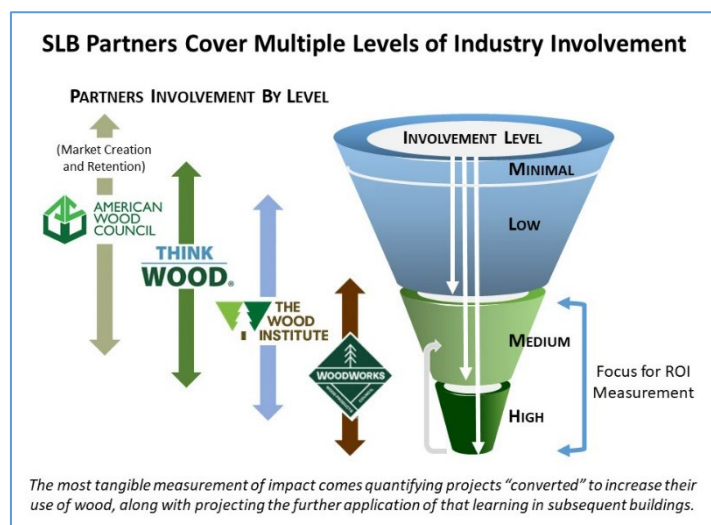 SLB Partners Cover Multiple Levels of Industry Involvement
PARTNERS INVOLVEMENT BY LEVEL
(Market Creation
and Retention)
AMERICAN
WOOD
COUNCIL
THINK
WOOD®
THE
WOOD
INSTITUTE
WOODWORKS
WOOD PRODUCTS COUNCIL
INVOLVEMENT LEVEL
MINIMAL
LOW
MEDIUM
HIGH
Focus for ROI
Measurement
The most tangible measurement of impact comes quantifying projects “converted” to increase their
use of wood, along with projecting the further application of that learning in subsequent buildings.